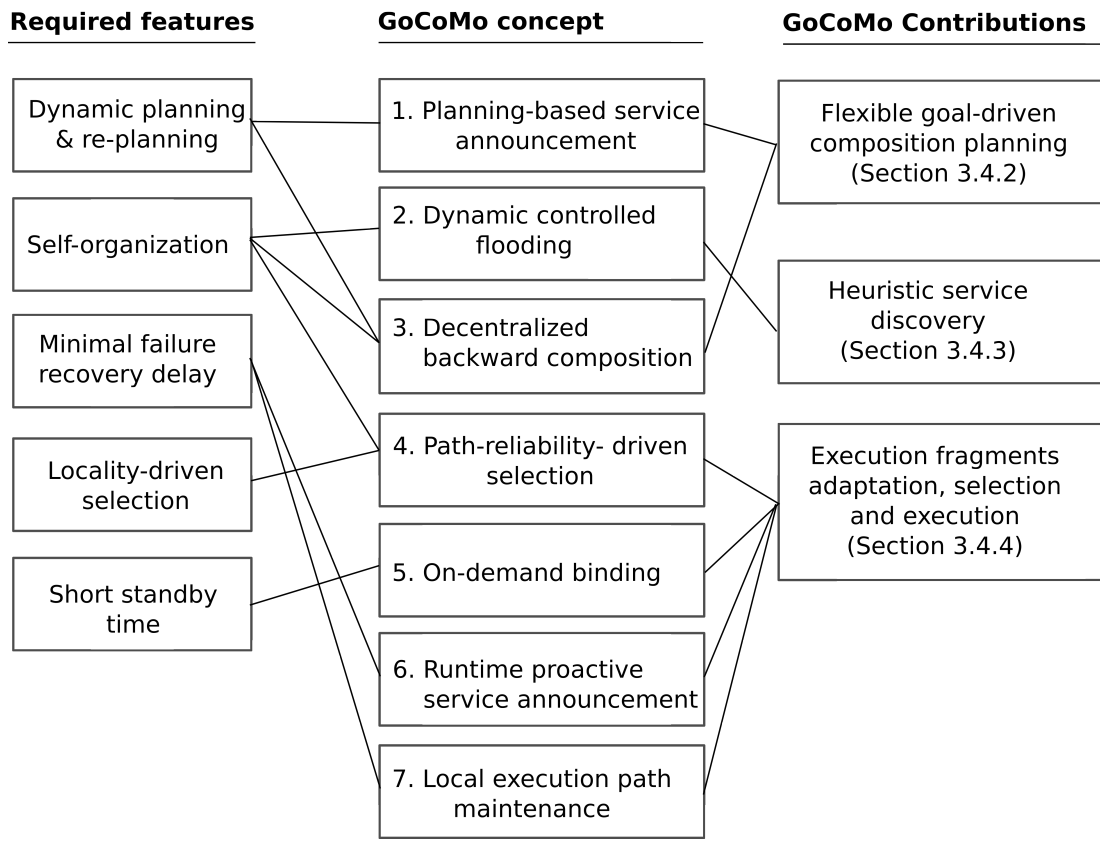 Required features
Dynamic planning
& re-planning
Self-organization
Minimal failure
recovery delay
Locality-driven
selection
Short standby
time
GoCoMo concept
1. Planning-based service
announcement
2. Dynamic controlled
flooding
3. Decentralized
backward composition
4. Path-reliability- driven
selection
5. On-demand binding
6. Runtime proactive
service announcement
7. Local execution path
maintenance
GoCoMo Contributions
Flexible goal-driven
composition planning
(Section 3.4.2)
Heuristic service
discovery
(Section 3.4.3)
Execution fragments
adaptation, selection
and execution
(Section 3.4.4)